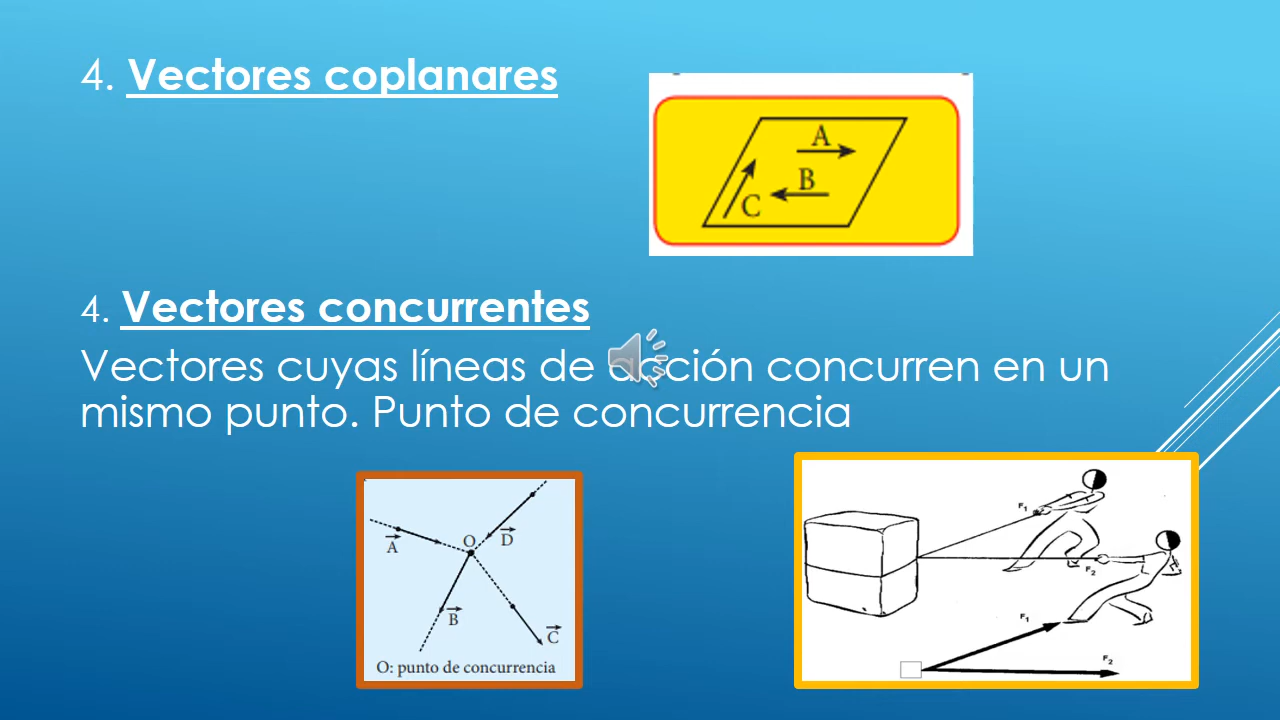 4. Vectores coplanares
A
B
C
4. Vectores concurrentes
Vectores cuyas líneas de acción concurren en un
mismo punto. Punto de concurrencia
A
O
D
B
C
O: punto de concurrencia
F1
F2
F1
F2